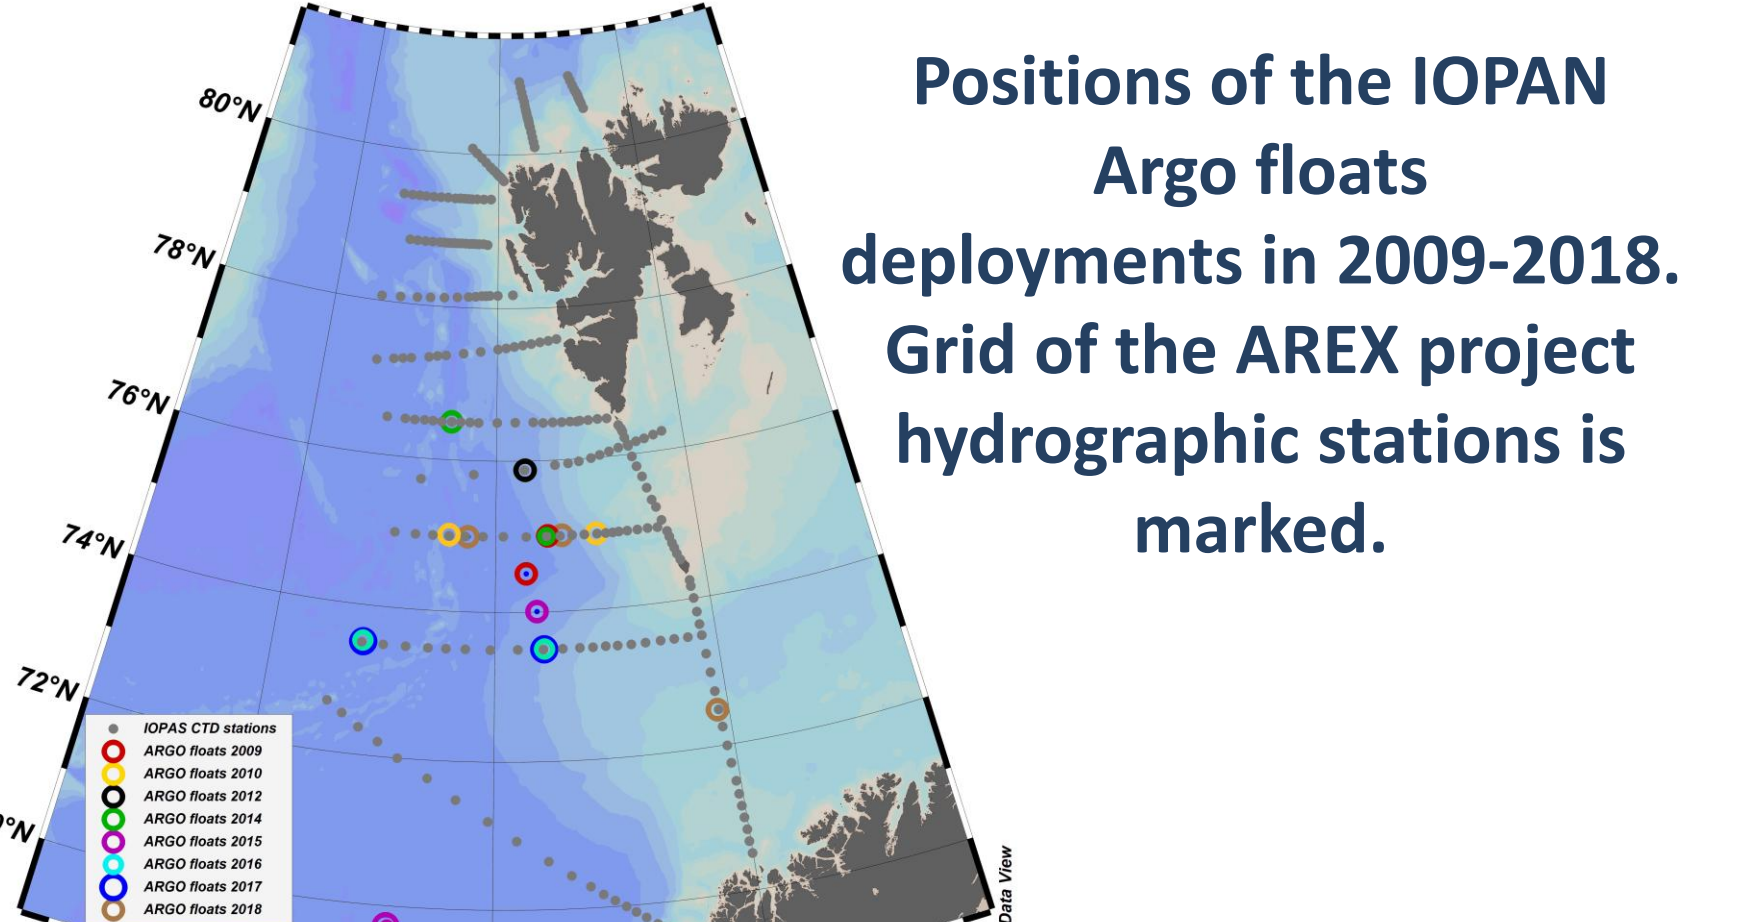 Positions of the IOPAN
Argo floats
deployments in 2009-2018.
Grid of the AREX project
hydrographic stations is
marked.
80°N
78°N
76°N
74°N
72°N
°N
IOPAS CTD stations
ARGO floats 2009
ARGO floats 2010
ARGO floats 2012
ARGO floats 2014
ARGO floats 2015
ARGO floats 2016
ARGO floats 2017
ARGO floats 2018
Data View